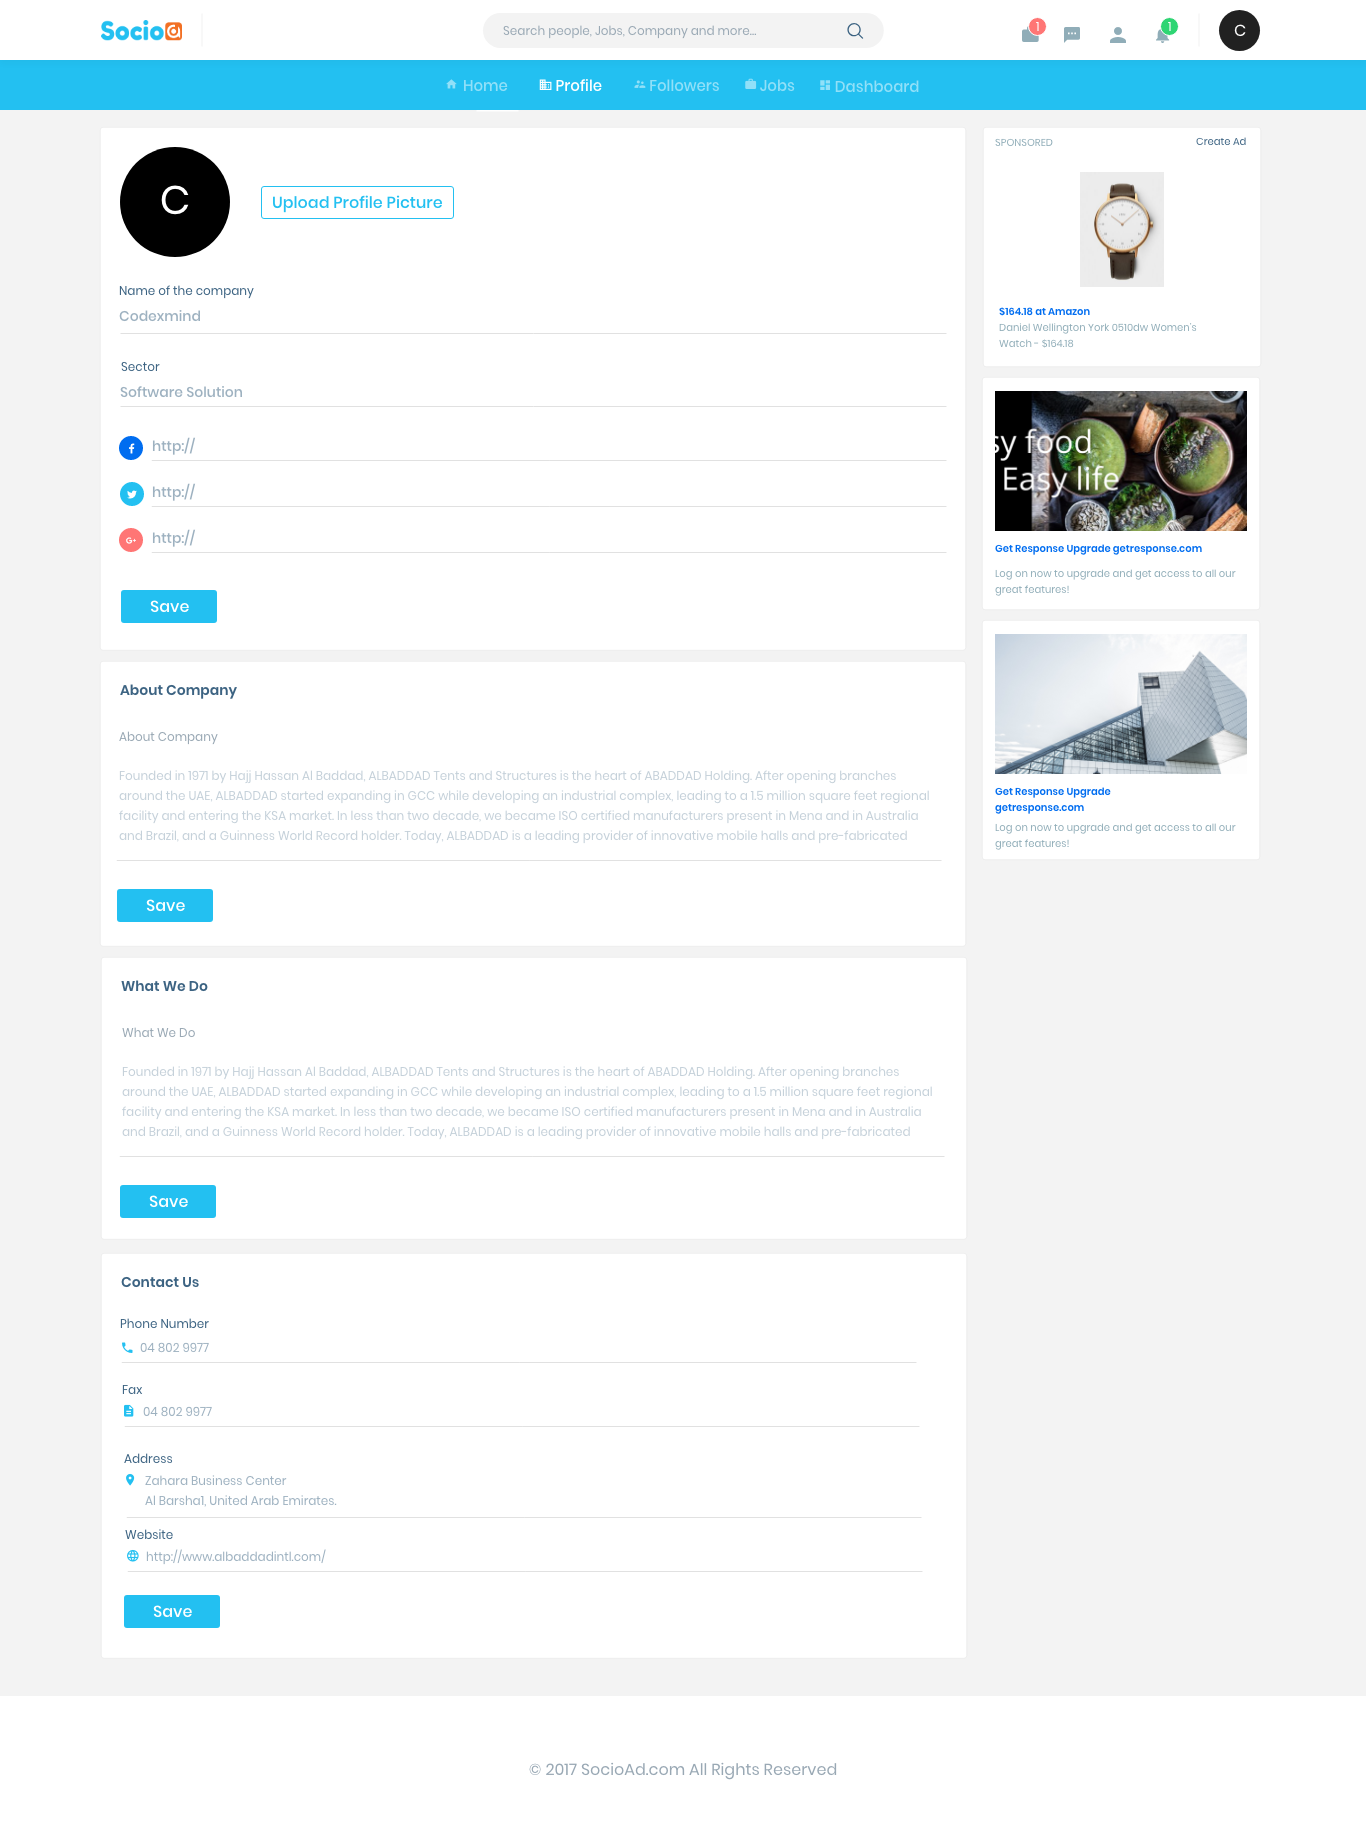 Socioa
Search people, Jobs, Company and more...
1
1
C
Home
Profile
Followers
Jobs
Dashboard
C
Upload Profile Picture
Name of the company
Codexmind
Sector
Software Solution
http://
http://
http://
Save
About Company
About Company
Founded in 1971 by Hajj Hassan Al Baddad, ALBADDAD Tents and Structures is the heart of ABADDAD Holding. After opening branches
around the UAE, ALBADDAD started expanding in GCC while developing an industrial complex, leading to a 1.5 million square feet regional
facility and entering the KSA market. In less than two decade, we became ISO certified manufacturers present in Mena and in Australia
and Brazil, and a Guinness World Record holder. Today, ALBADDAD is a leading provider of innovative mobile halls and pre-fabricated
Save
What We Do
What We Do
Founded in 1971 by Hajj Hassan Al Baddad, ALBADDAD Tents and Structures is the heart of ABADDAD Holding. After opening branches
around the UAE, ALBADDAD started expanding in GCC while developing an industrial complex, leading to a 1.5 million square feet regional
facility and entering the KSA market. In less than two decade, we became ISO certified manufacturers present in Mena and in Australia
and Brazil, and a Guinness World Record holder. Today, ALBADDAD is a leading provider of innovative mobile halls and pre-fabricated
Save
Contact Us
Phone Number
04 802 9977
Fax
04 802 9977
Address
Zahara Business Center
Al Barsha1, United Arab Emirates.
Website
http://www.albaddadintl.com/
Save
SPONSORED
Create Ad
$164.18 at Amazon
Daniel Wellington York 0510dw Women's
Watch - $164.18
sy food
Easy life
Get Response Upgrade getresponse.com
Log on now to upgrade and get access to all our
great features!
Get Response Upgrade
getresponse.com
Log on now to upgrade and get access to all our
great features!
© 2017 SocioAd.com All Rights Reserved